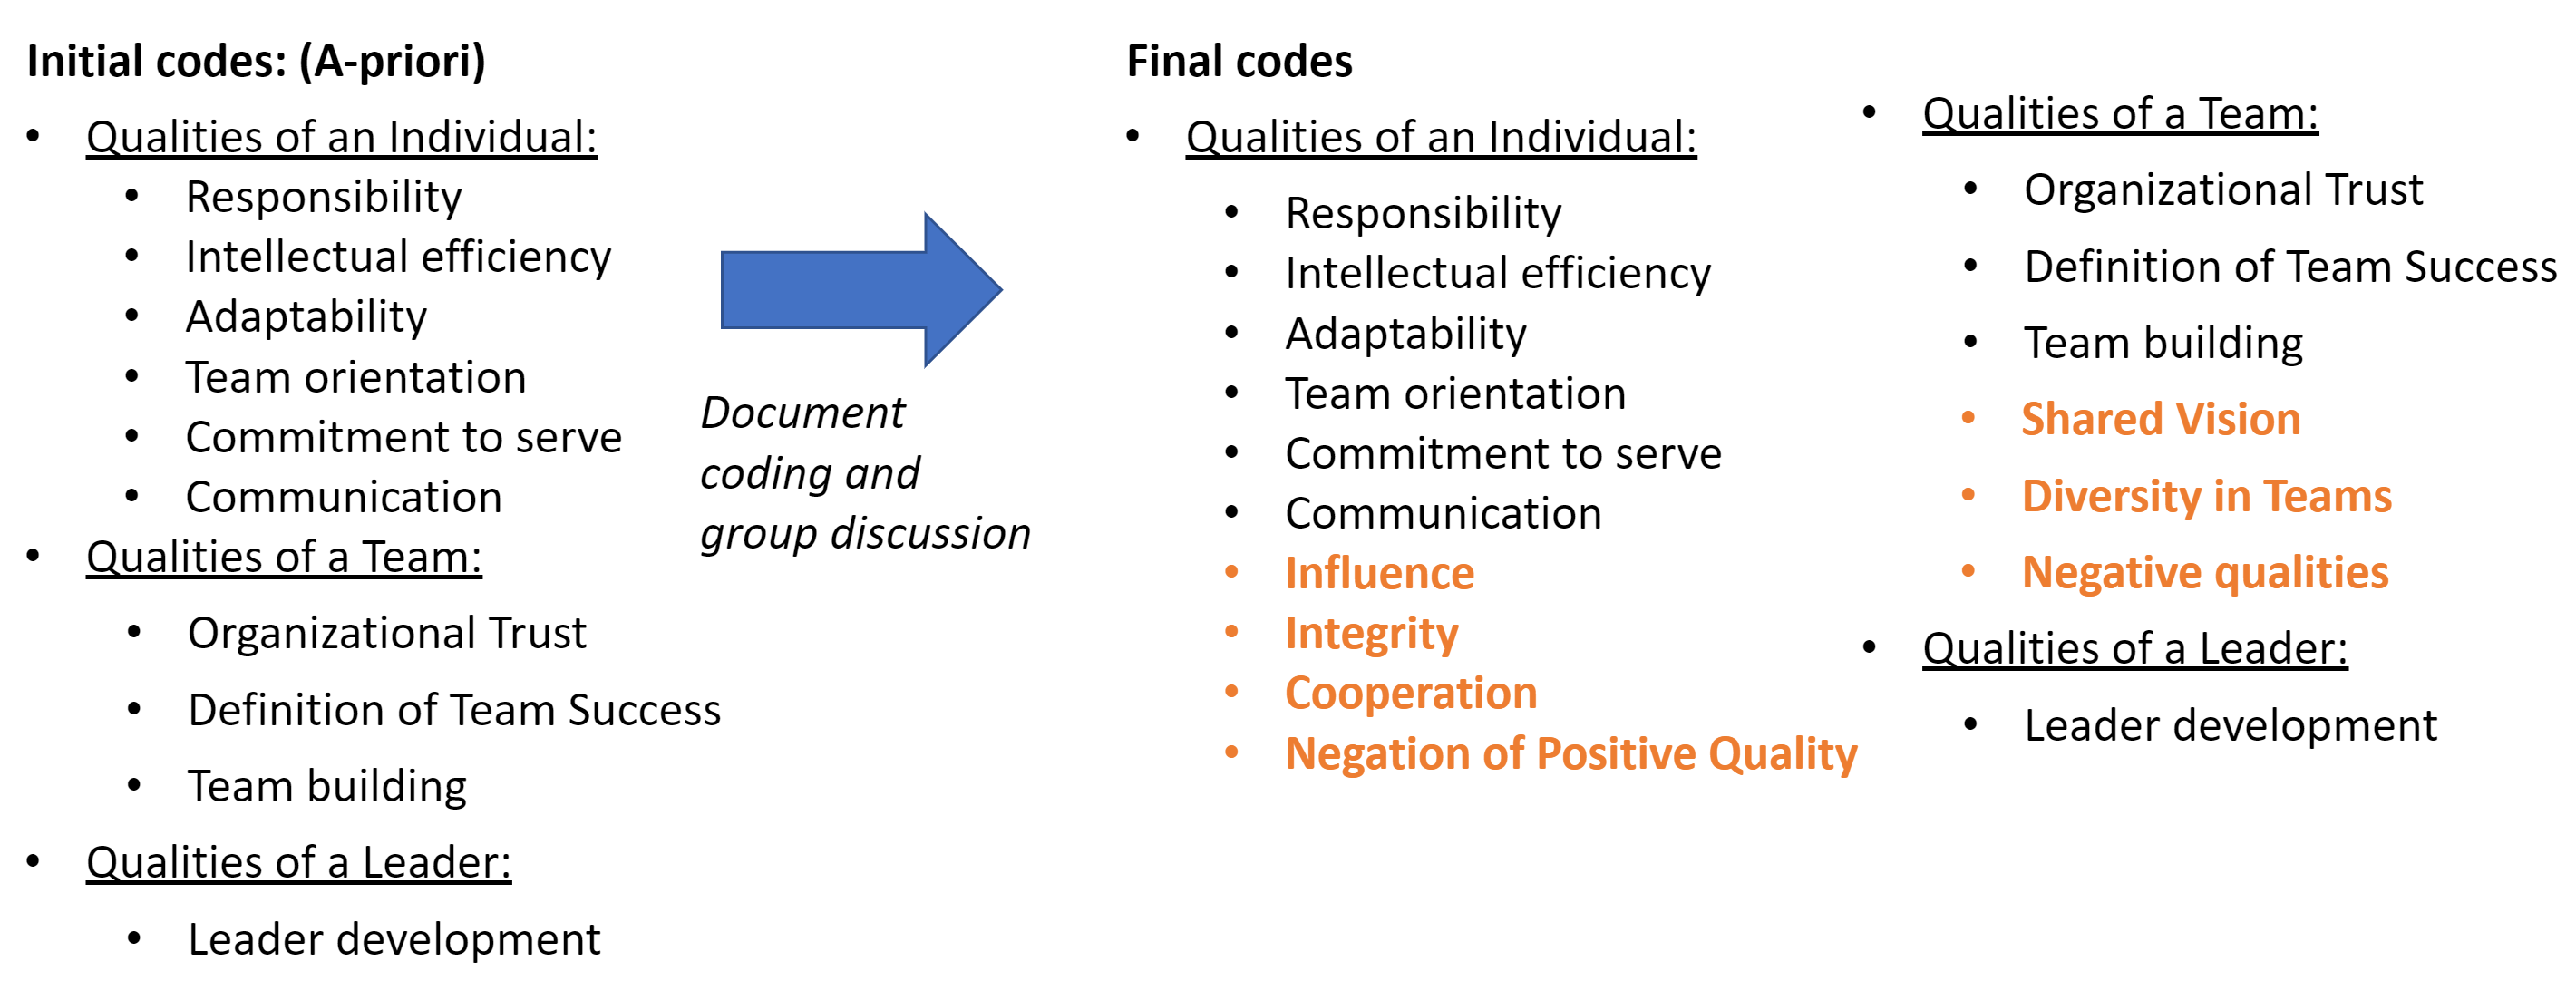 Initial codes: (A-priori)
• Qualities of an Individual:
• Responsibility
• Intellectual efficiency
• Adaptability
• Team orientation
• Commitment to serve
• Communication
• Qualities of a Team:
• Organizational Trust
• Definition of Team Success
• Team building
• Qualities of a Leader:
• Leader development
Document
coding and
group discussion
Final codes
• Qualities of an Individual:
• Responsibility
• Intellectual efficiency
• Adaptability
• Team orientation
• Commitment to serve
• Communication
• Influence
• Integrity
• Cooperation
• Negation of Positive Quality
• Qualities of a Team:
• Organizational Trust
• Definition of Team Success
• Team building
• Shared Vision
• Diversity in Teams
• Negative qualities
• Qualities of a Leader:
• Leader development